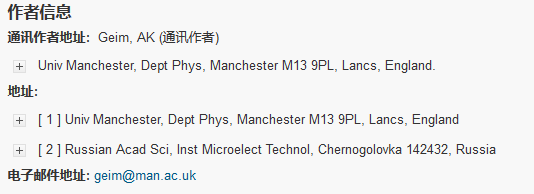 作者信息
通讯作者地址: Geim, AK (通讯作者)
Univ Manchester, Dept Phys, Manchester M13 9PL, Lancs, England.
地址:
[ 1 ] Univ Manchester, Dept Phys, Manchester M13 9PL, Lancs, England
[ 2 ] Russian Acad Sci, Inst Microelect Technol, Chernogolovka 142432, Russia
电子邮件地址: geim@man.ac.uk